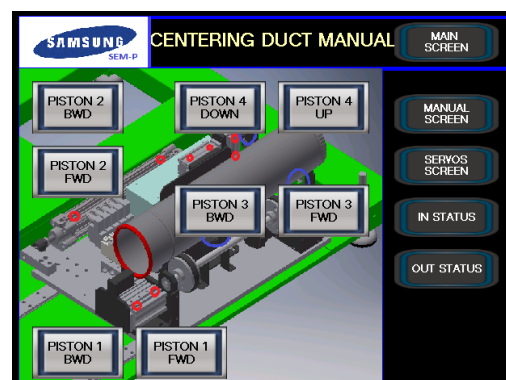 SAMSUNG
SEM-P
CENTERING DUCT MANUAL
MAIN
SCREEN
PISTON 2
BWD
PISTON 4
DOWN
PISTON 4
UP
MANUAL
SCREEN
PISTON 2
FWD
SERVOS
SCREEN
PISTON 3
BWD
PISTON 3
FWD
IN STATUS
OUT STATUS
PISTON 1
BWD
PISTON 1
FWD